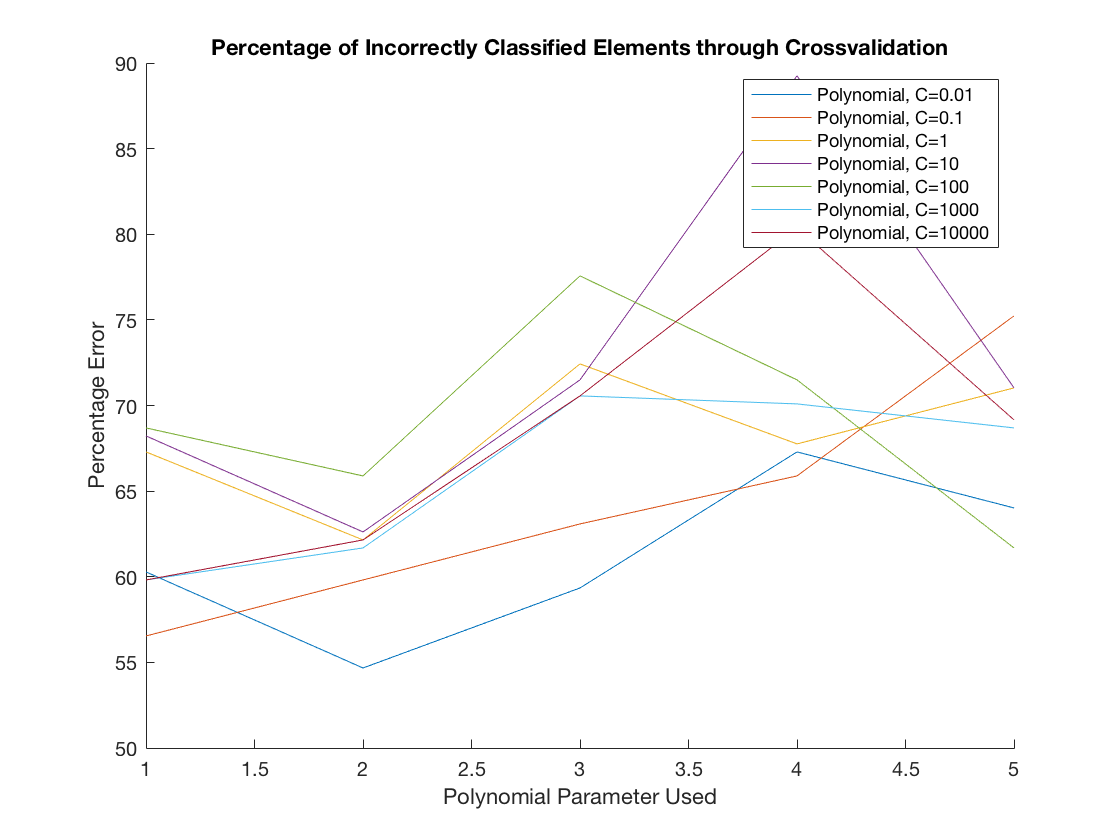 Percentage of Incorrectly Classified Elements through Crossvalidation
90
85
80
75
70
65
60
55
50
Percentage Error
Polynomial, C=0.01
Polynomial, C=0.1
Polynomial, C=1
Polynomial, C=10
Polynomial, C=100
Polynomial, C=1000
Polynomial, C=10000
1 1.5 2 2.5 3 3.5 4 4.5 5
Polynomial Parameter Used